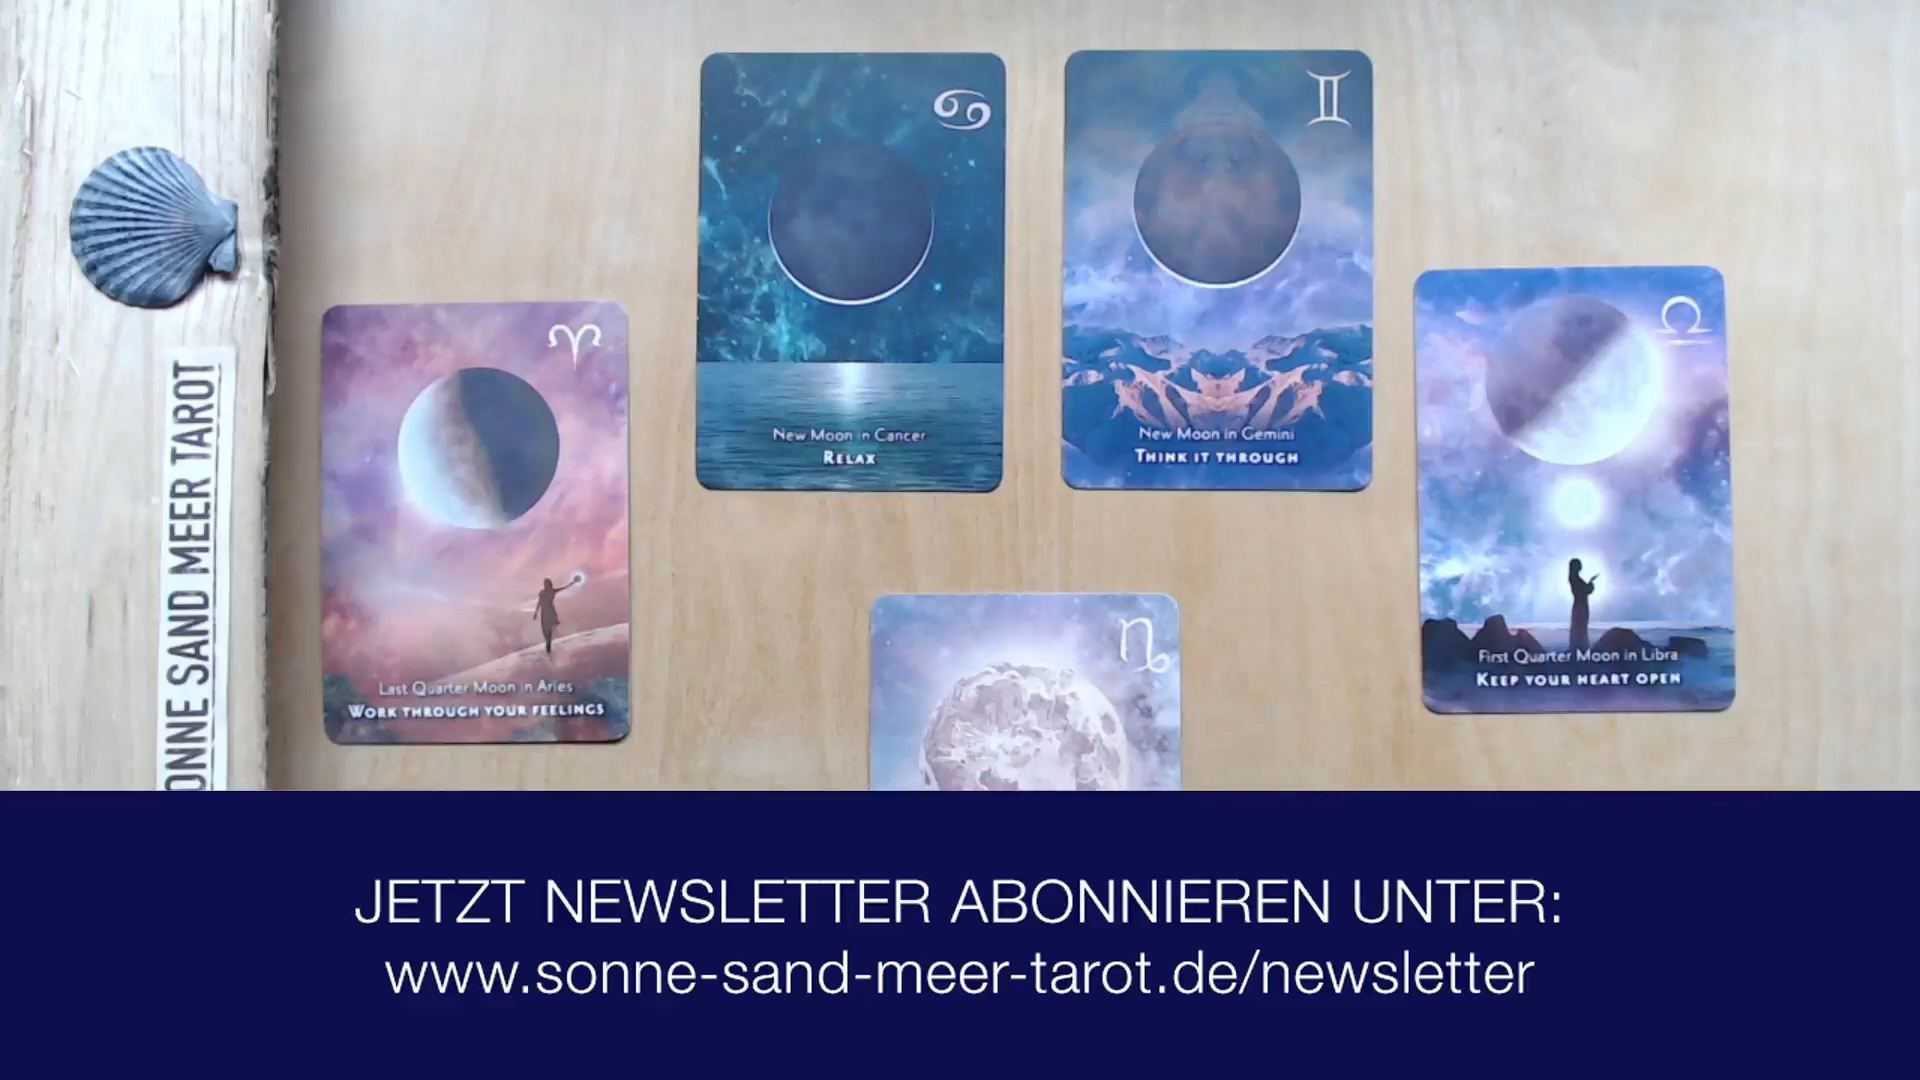 SONNE SAND MEER TAROT
Last Quarter Moon in Aries
WORK THROUGH YOUR FEELINGS
New Moon in Cancer
RELAX
New Moon in Gemini
THINK IT THROUGH
First Quarter Moon in Libra
KEEP YOUR HEART OPEN
JETZT NEWSLETTER ABONNIEREN UNTER:
www.sonne-sand-meer-tarot.de/newsletter